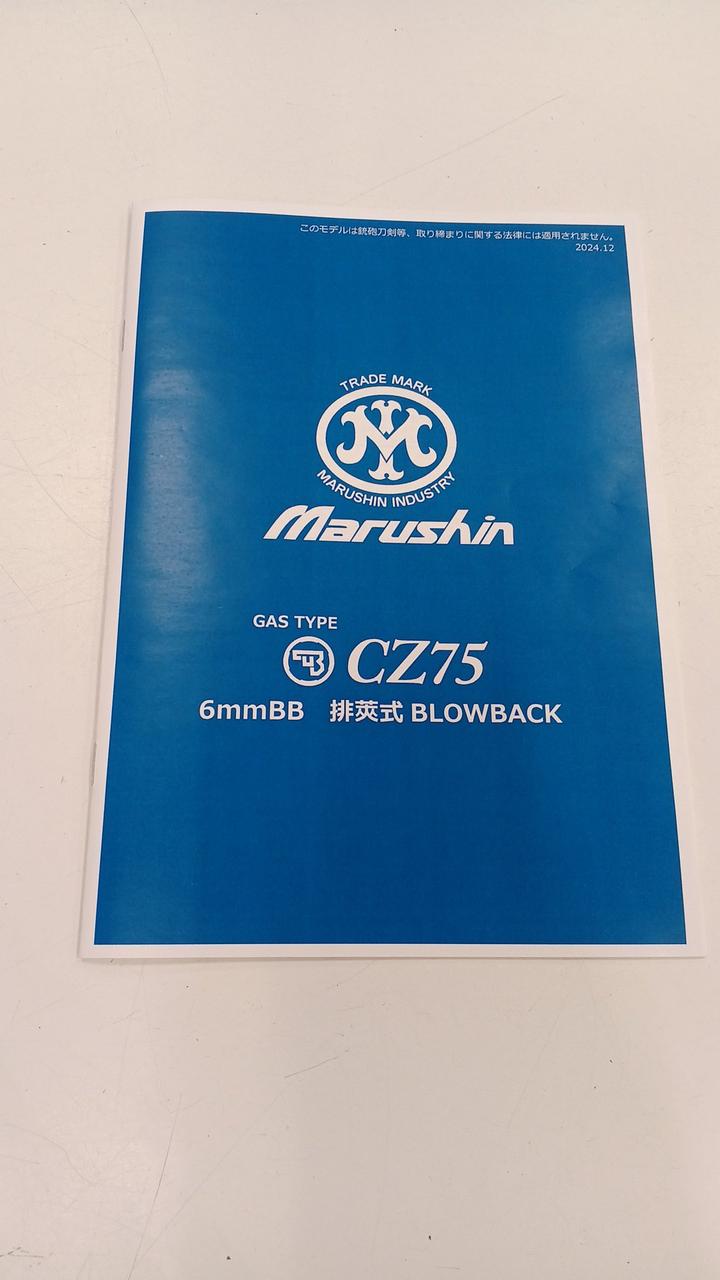 このモデルは銃砲刀剣等、取り締まりに関する法律には適用されません。
2024.12
TRADE MARK
MARUSHIN INDUSTRY
Marushin
GAS TYPE
CZ75
6mmBB 排莢式 BLOWBACK